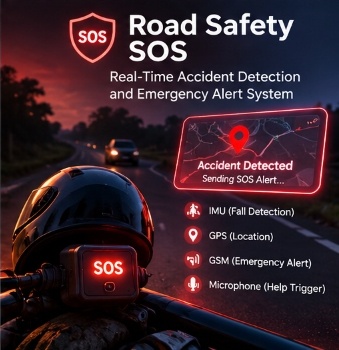 SOS
Road Safety
SOS
Real-Time Accident Detection
and Emergency Alert System
Accident Detected
Sending SOS Alert...
IMU (Fall Detection)
GPS (Location)
GSM (Emergency Alert)
Microphone (Help Trigger)
SOS